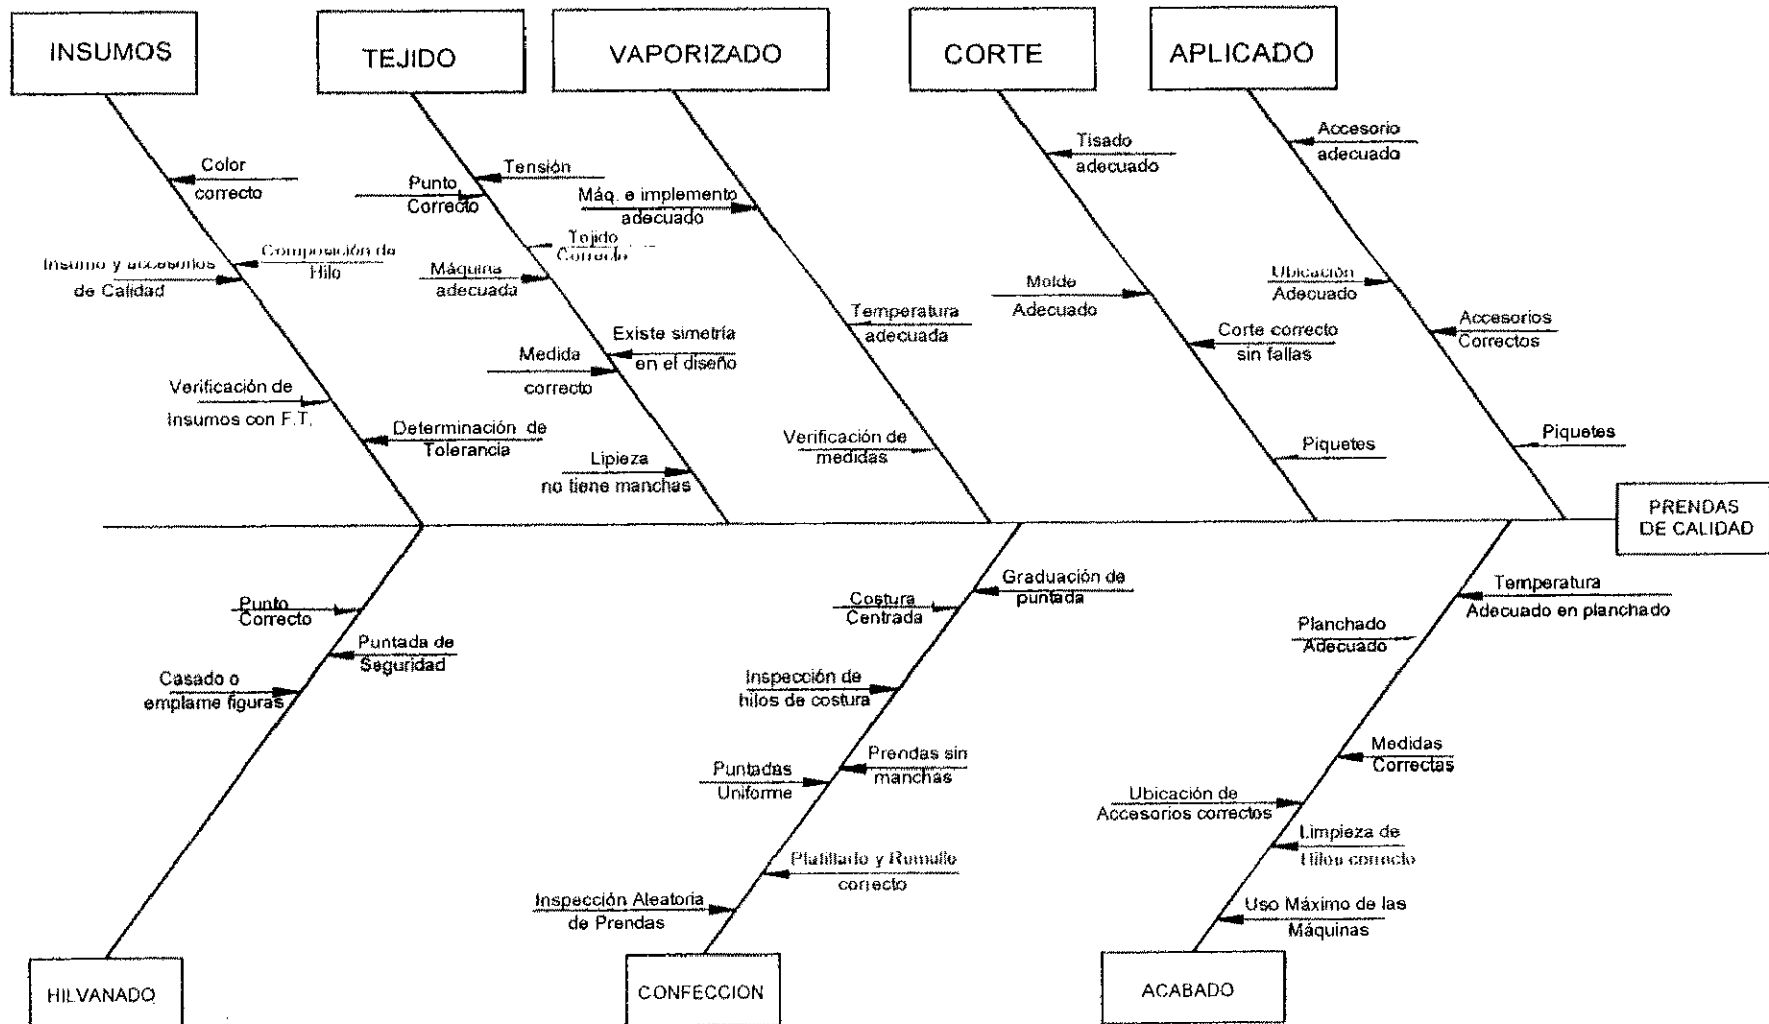 INSUMOS
TEJIDO
VAPORIZADO
CORTE
APLICADO
Color
correcto
Composición de
Hilo
Insumo y accesorios
de Calidad
Verificación de
Insumos con F.T.
Determinación de
Tolerancia
Tensión
Punto
Correcto
Tojido
Correcto
Máquina
adecuada
Existe simetría
en el diseño
Medida
correcto
Lipieza
no tiene manchas
Máq. e implemento
adecuado
Temperatura
adecuada
Verificación de
medidas
Tisado
adecuado
Molde
Adecuado
Corte correcto
sin fallas
Piquetes
Accesorio
adecuado
Ubicación
Adecuado
Accesorios
Correctos
Piquetes
PRENDAS
DE CALIDAD
Punto
Correcto
Puntada de
Seguridad
Casado o
emplame figuras
Graduación de
puntada
Costura
Centrada
Inspección de
hilos de costura
Prendas sin
manchas
Puntadas
Uniforme
correcto
Inspección Aleatoria
de Prendas
Temperatura
Adecuado en planchado
Planchado
Adecuado
Medidas
Correctas
Ubicación de
Accesorios correctos
Limpieza de
Hilos correcto
Uso Máximo de las
Máquinas
HILVANADO
CONFECCION
ACABADO